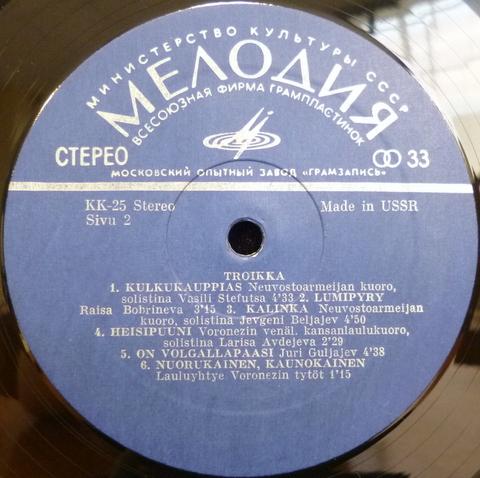 МИНИСТЕРСТВО КУЛЬТУРЫ СССР
МЕЛОДИЯ
ВСЕСОЮЗНАЯ ФИРМА ГРАМПЛАСТИНОК
СТЕРЕО
33
МОСКОВСКИЙ ОПЫТНЫЙ ЗАВОД «ГРАМЗАПИСЬ»
KK-25 Stereo
Made in USSR
Sivu 2
TROIKKA
1. KULKUKAUPPIAS Neuvostoarmeijan kuoro,
solistina Vasili Stefutsa 4'33 2. LUMIPYRY
Raisa Bobrineva 3'45 3. KALINKA Neuvostoarmeijan
kuoro, solistina Jevgeni Beljajev 4'50
4. HEISIPUUNI Voronezin venäl. kansanlaulukuoro,
solistina Larisa Avdejeva 2'29
5. ON VOLGALLAPAASI Juri Guljajev 4'38
6. NUORUKAINEN, KAUNOKAINEN
Lauluyhtye Voronezin tytöt 1'15